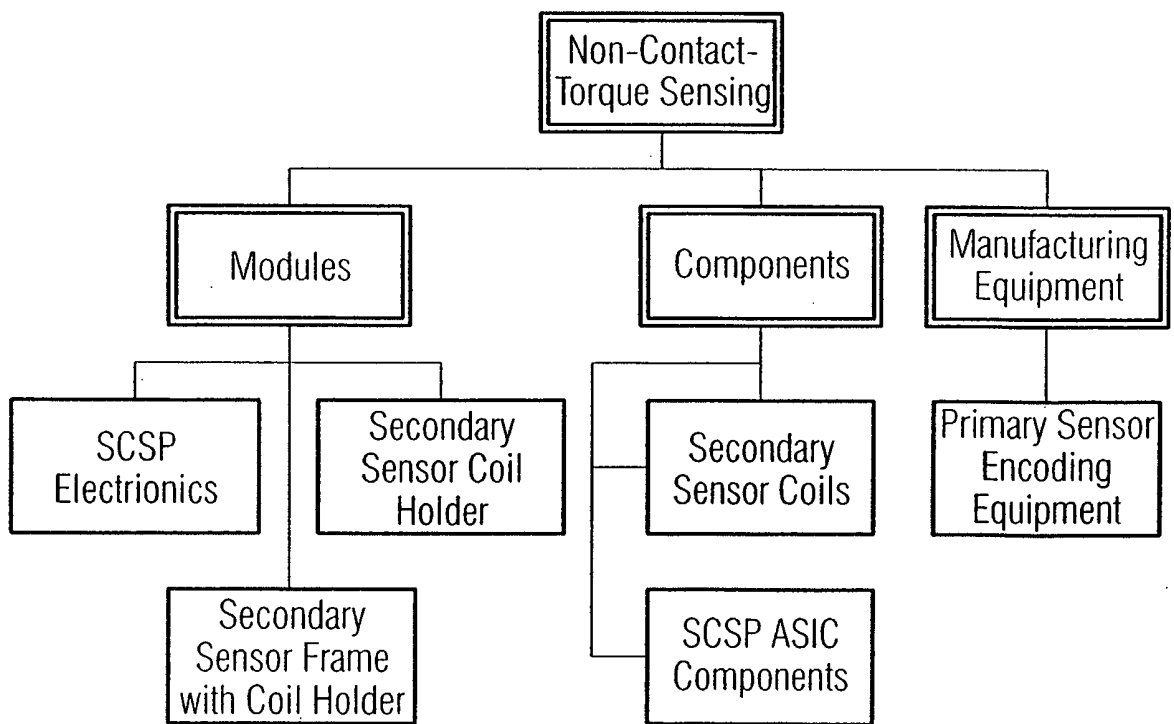 Non-Contact-
Torque Sensing
Modules
Components
Manufacturing
Equipment
SCSP
Electrionics
Secondary
Sensor Coil
Holder
Secondary
Sensor Coils
Primary Sensor
Encoding
Equipment
Secondary
Sensor Frame
with Coil Holder
SCSP ASIC
Components